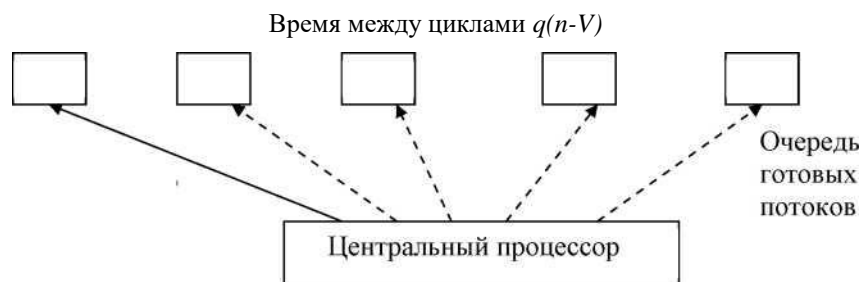 Время между циклами q(n-V)
Очередь
готовых
потоков
Центральный процессор